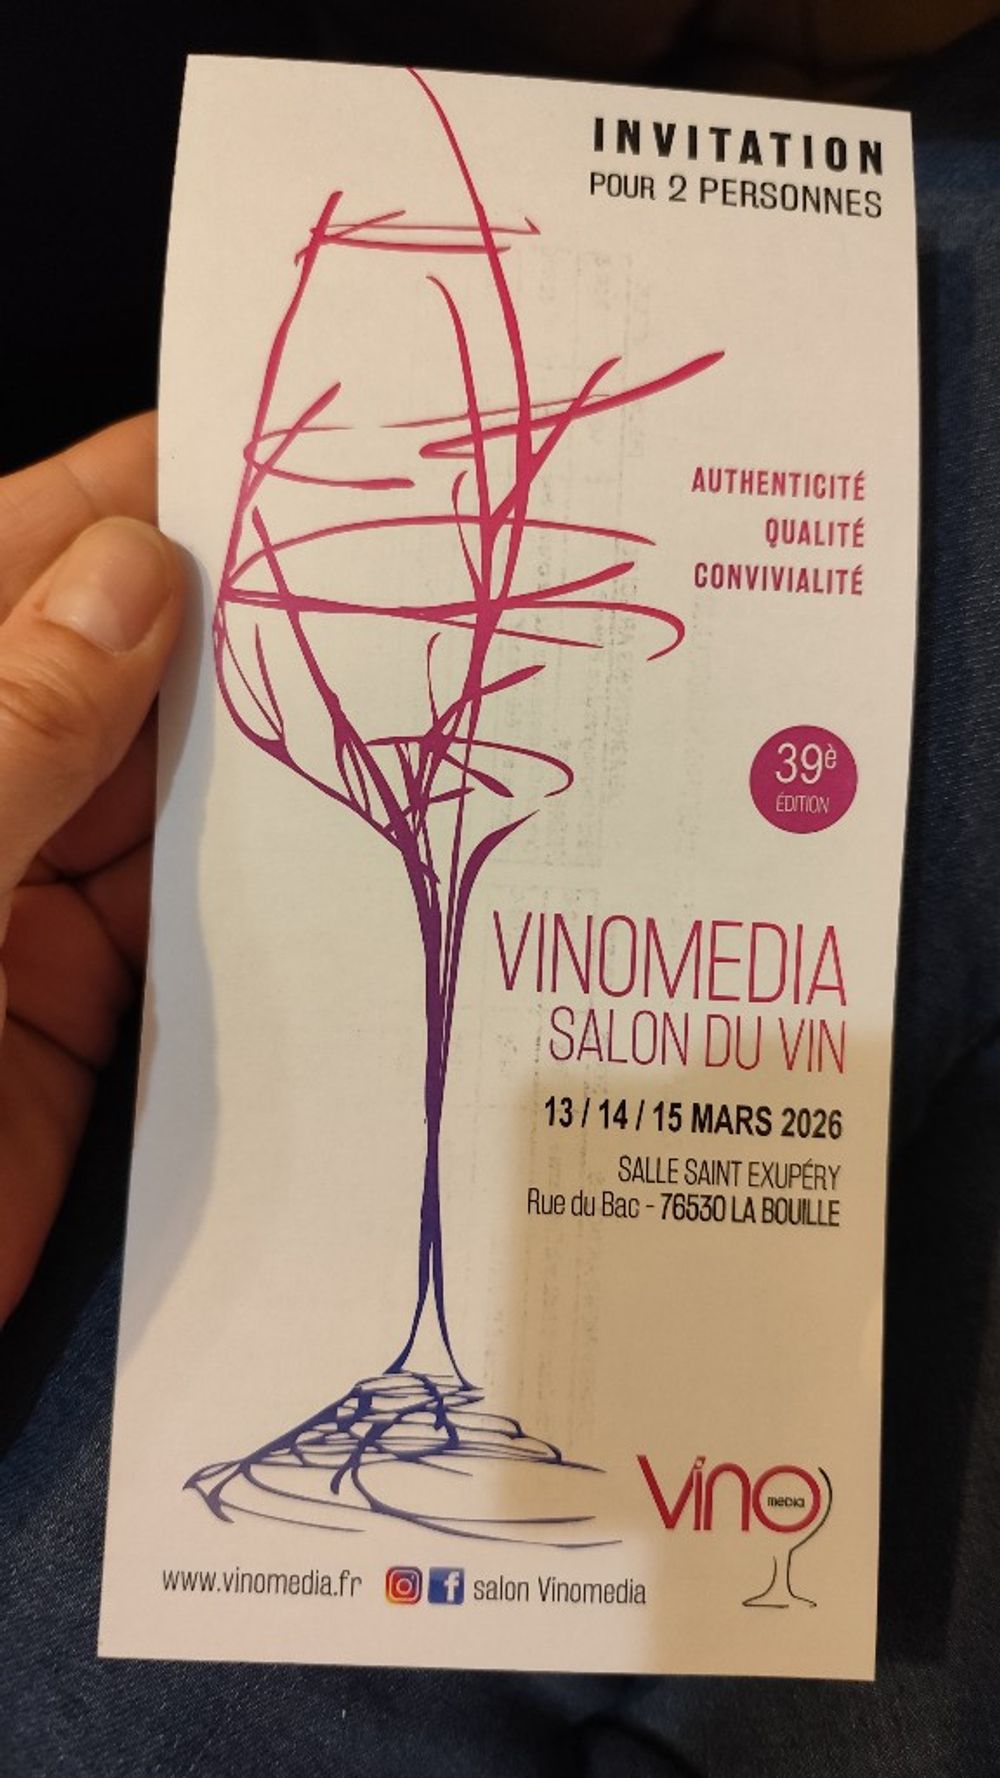 INVITATION
POUR 2 PERSONNES
AUTHENTICITÉ
QUALITÉ
CONVIVIALITÉ
39è
ÉDITION
VINOMEDIA
SALON DU VIN
13 / 14 / 15 MARS 2026
SALLE SAINT EXUPÉRY
Rue du Bac - 76530 LA BOUILLE
vino
media
www.vinomedia.fr salon Vinomedia